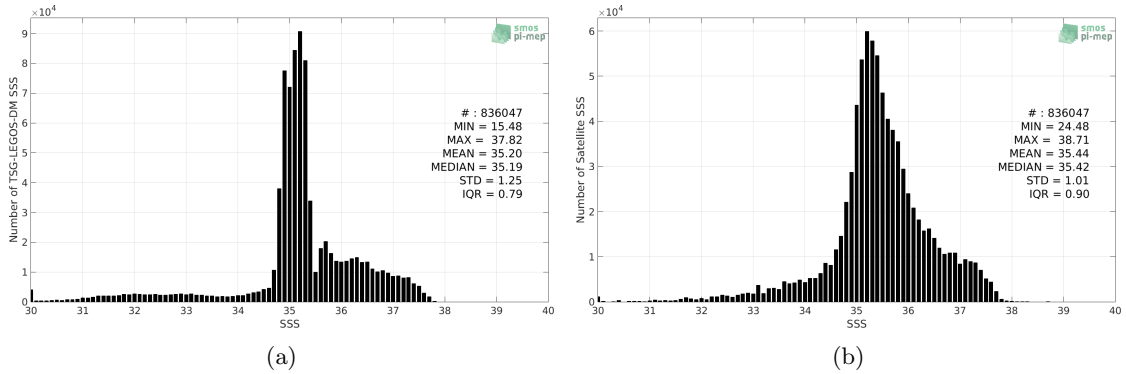 ×10⁴
9
8
7
6
5
4
3
2
1
0
Number of TSG-LEGOS-DM SSS
30 31 32 33 34 35 36 37 38 39 40
SSS
smos
pi-mep
# : 836047
MIN = 15.48
MAX = 37.82
MEAN = 35.20
MEDIAN = 35.19
STD = 1.25
IQR = 0.79
(a)
×10⁴
6
5
4
3
2
1
0
Number of Satellite SSS
30 31 32 33 34 35 36 37 38 39 40
SSS
smos
pi-mep
# : 836047
MIN = 24.48
MAX = 38.71
MEAN = 35.44
MEDIAN = 35.42
STD = 1.01
IQR = 0.90
(b)